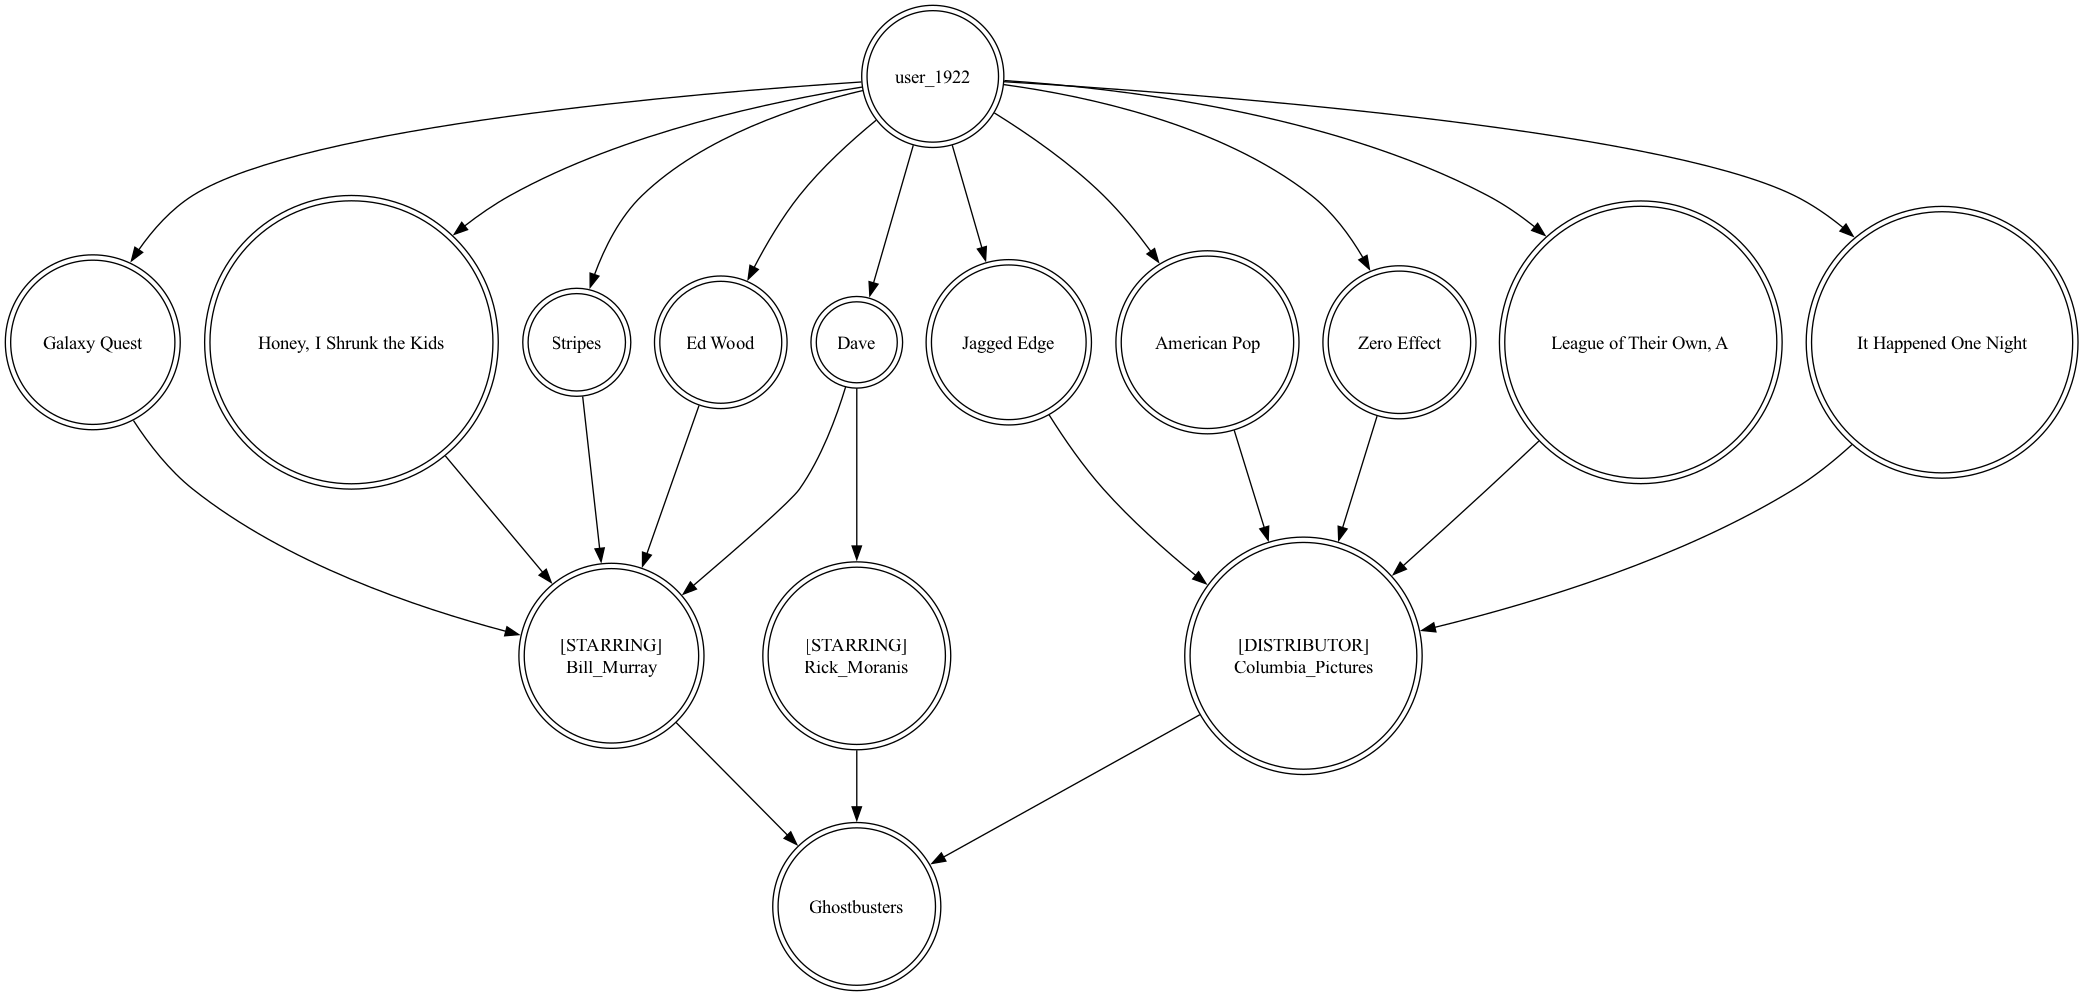 user_1922
Galaxy Quest
Honey, I Shrunk the Kids
Stripes
Ed Wood
Dave
Jagged Edge
American Pop
Zero Effect
League of Their Own, A
It Happened One Night
[STARRING]
Bill_Murray
[STARRING]
Rick_Moranis
[DISTRIBUTOR]
Columbia_Pictures
Ghostbusters